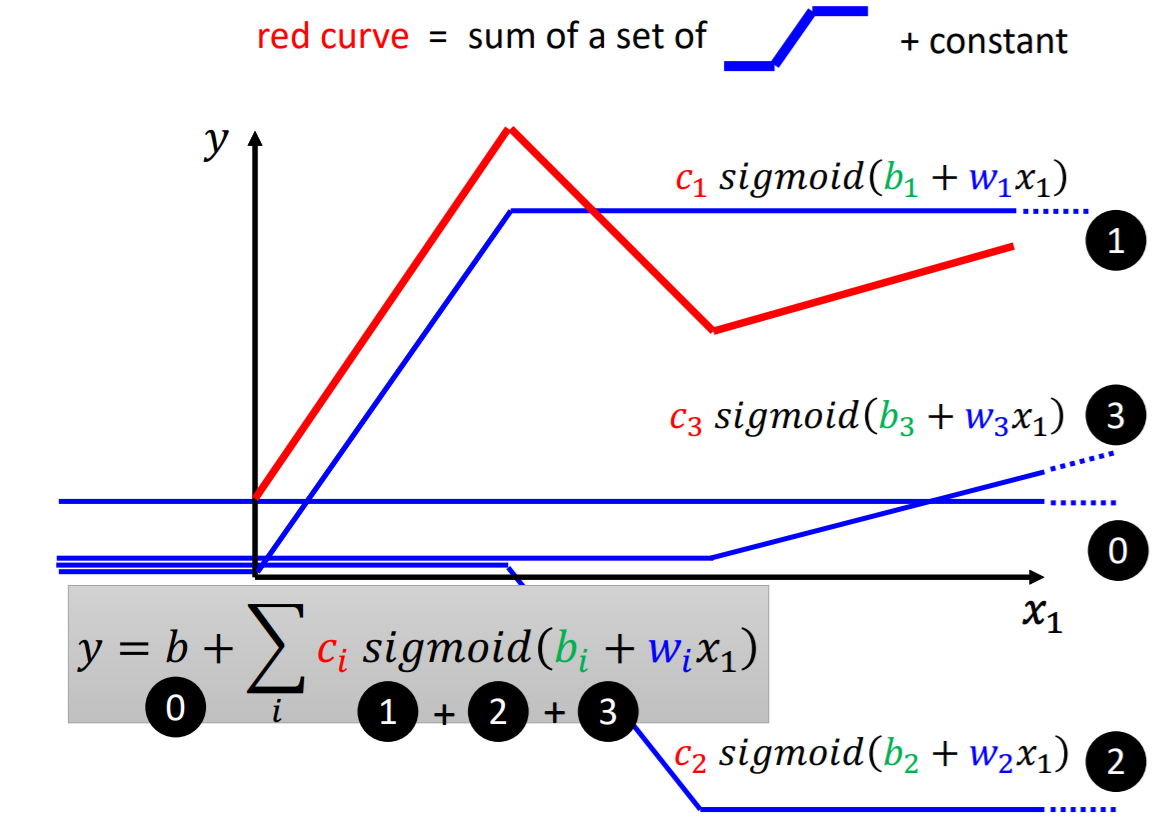 red curve = sum of a set of + constant
y
c₁ sigmoid(b₁ + w₁x₁)
1
c₃ sigmoid(b₃ + w₃x₁)
3
0
x₁
y = b + ∑ᵢ cᵢ sigmoid(bᵢ + wᵢx₁)
0 1 + 2 + 3
c₂ sigmoid(b₂ + w₂x₁)
2